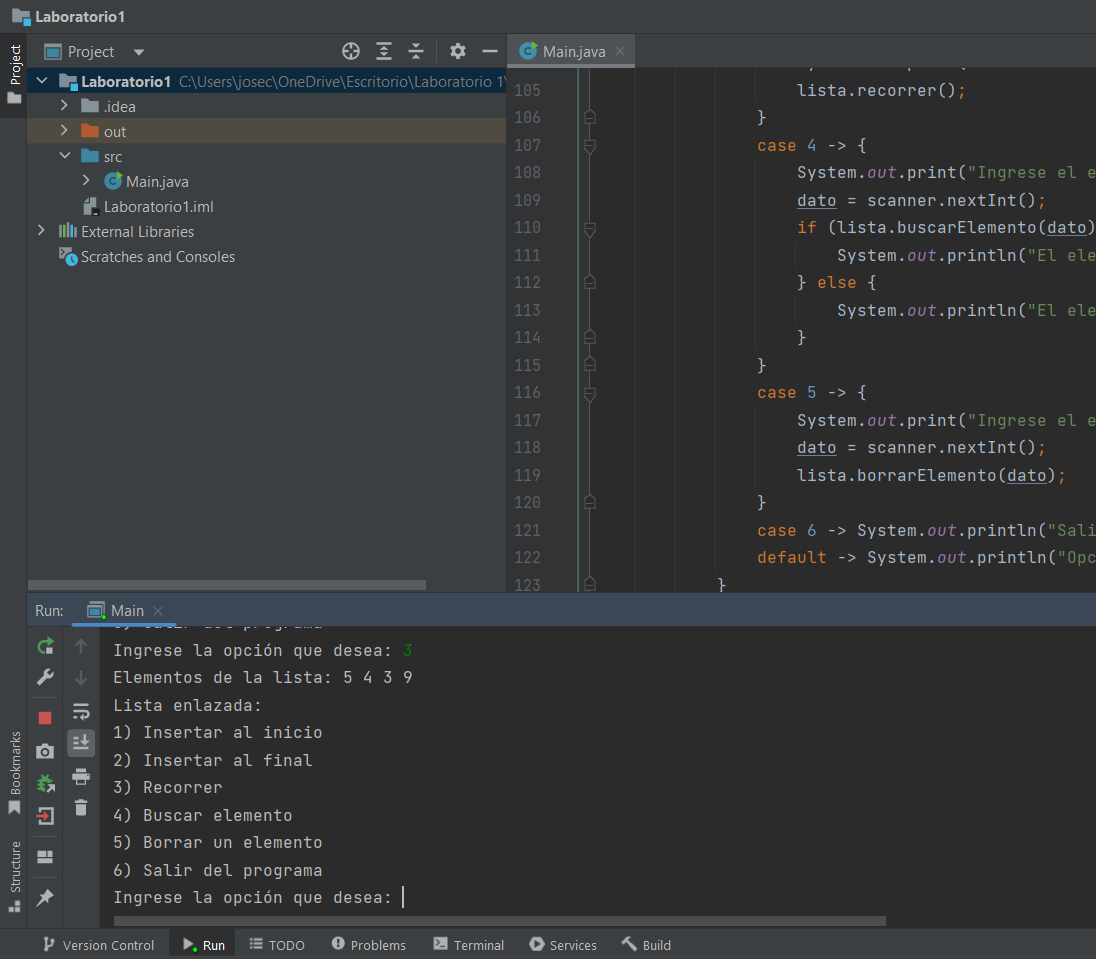 Laboratorio1
Project
Project
Laboratorio1 C:\Users\josec\OneDrive\Escritorio\Laboratorio 1\
.idea
out
src
Main.java
Laboratorio1.iml
External Libraries
Scratches and Consoles
Main.java
105 lista.recorrer();
106 }
107 case 4 -> {
108 System.out.print("Ingrese el e
109 dato = scanner.nextInt();
110 if (lista.buscarElemento(dato)
111 System.out.println("El ele
112 } else {
113 System.out.println("El ele
114 }
115 }
116 case 5 -> {
117 System.out.print("Ingrese el e
118 dato = scanner.nextInt();
119 lista.borrarElemento(dato);
120 }
121 case 6 -> System.out.println("Sali
122 default -> System.out.println("Opc
123 }
Run:
Main
Ingrese la opción que desea: 3
Elementos de la lista: 5 4 3 9
Lista enlazada:
1) Insertar al inicio
2) Insertar al final
3) Recorrer
4) Buscar elemento
5) Borrar un elemento
6) Salir del programa
Ingrese la opción que desea:
Bookmarks
Structure
Version Control
Run
TODO
Problems
Terminal
Services
Build